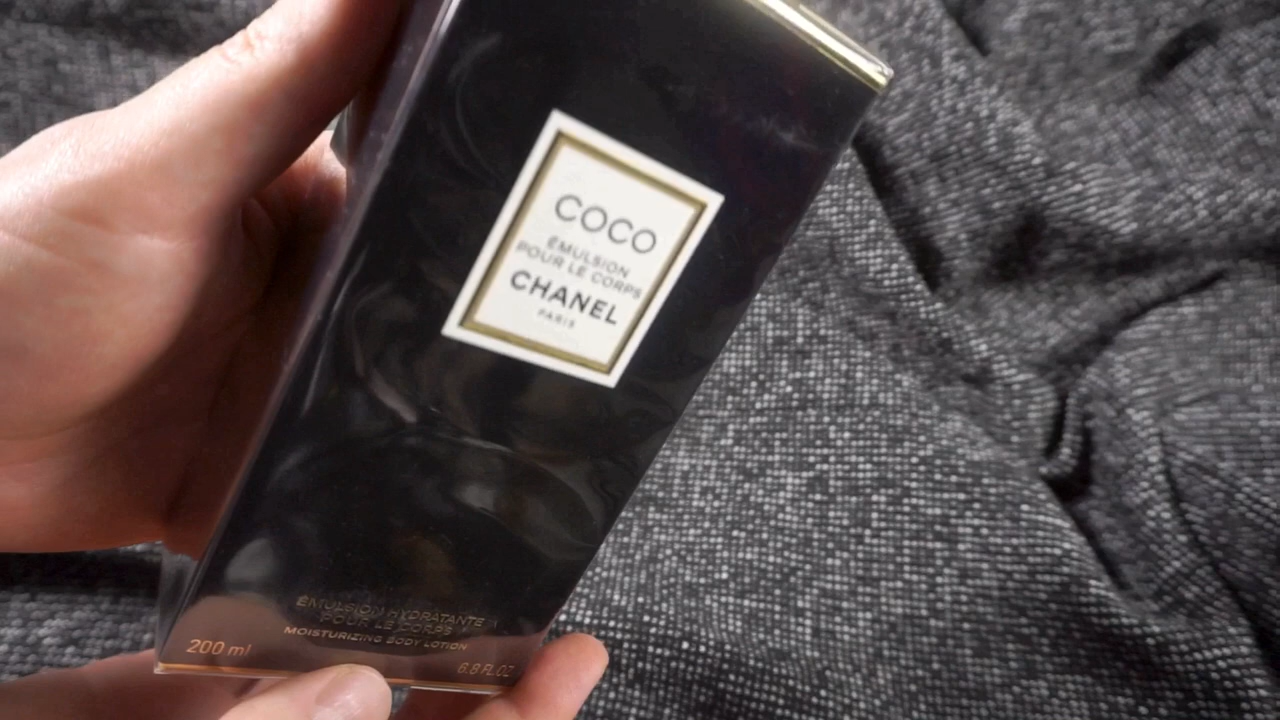 COCO
ÉMULSION
POUR LE CORPS
CHANEL
PARIS
ÉMULSION HYDRATANTE
POUR LE CORPS
MOISTURIZING BODY LOTION
200 ml
6.8 FL.OZ